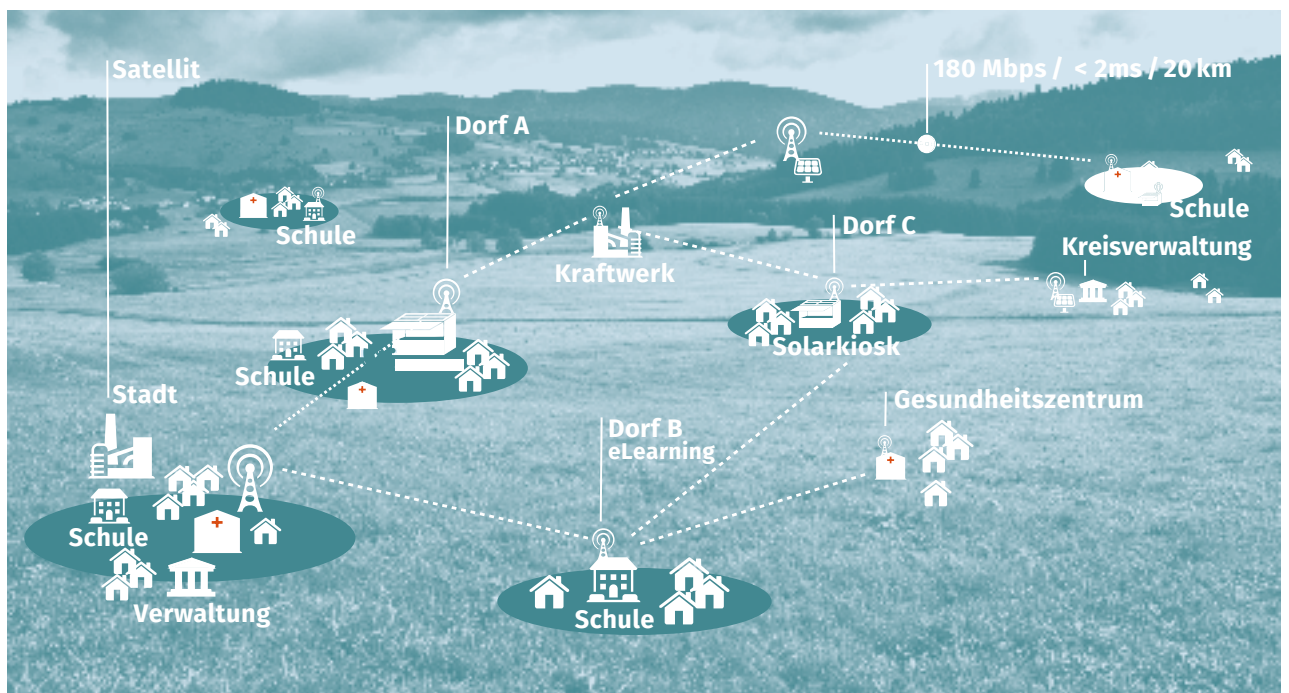 Satellit
180 Mbps / < 2ms / 20 km
Dorf A
Schule
Dorf C
Schule
Kreisverwaltung
Kraftwerk
Solarkiosk
Schule
Stadt
Gesundheitszentrum
Dorf B
eLearning
Schule
Verwaltung
Schule